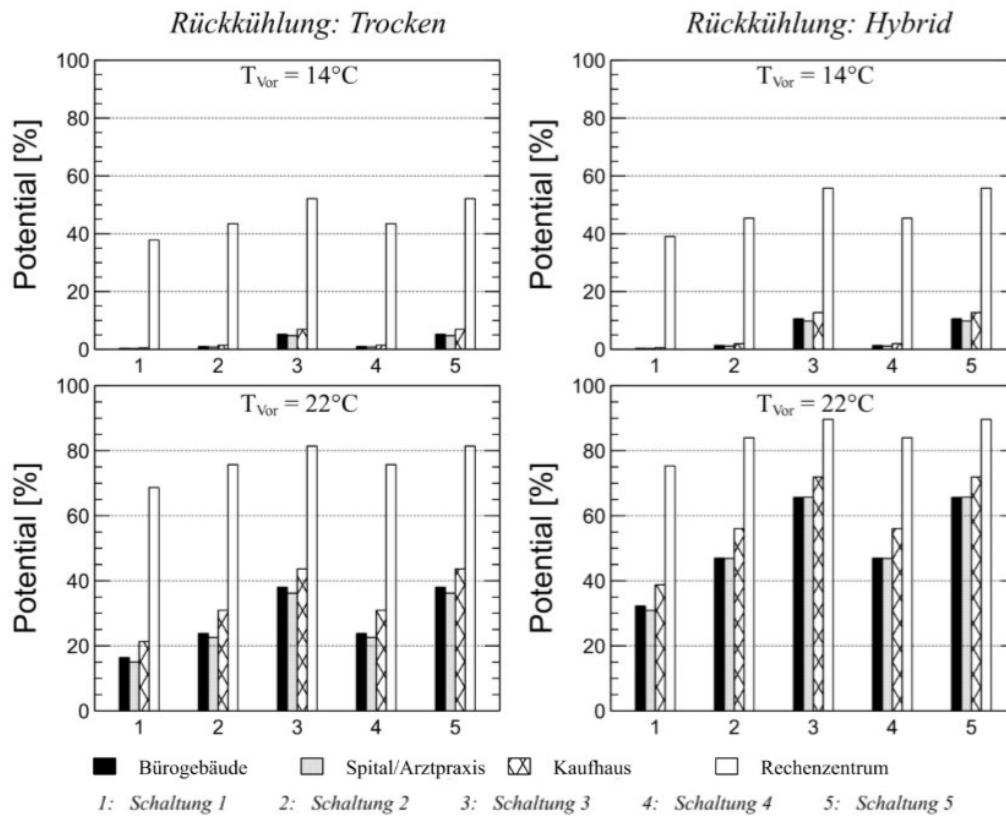 Rückkühlung: Trocken
Rückkühlung: Hybrid
T_Vor = 14°C
Potential [%]
100
80
60
40
20
0
1 2 3 4 5
T_Vor = 14°C
Potential [%]
100
80
60
40
20
0
1 2 3 4 5
T_Vor = 22°C
Potential [%]
100
80
60
40
20
0
1 2 3 4 5
T_Vor = 22°C
Potential [%]
100
80
60
40
20
0
1 2 3 4 5
Bürogebäude Spital/Arztpraxis Kaufhaus Rechenzentrum
1: Schaltung 1 2: Schaltung 2 3: Schaltung 3 4: Schaltung 4 5: Schaltung 5